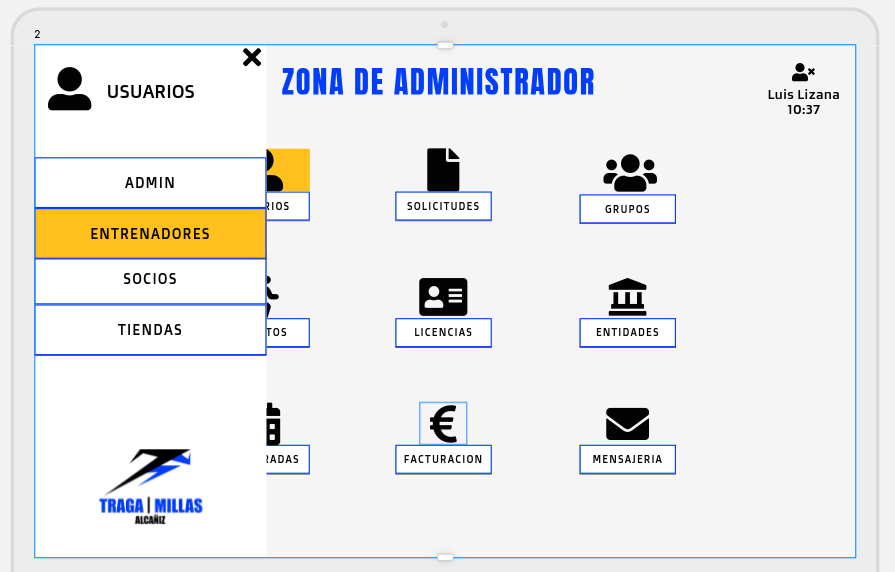 2
USUARIOS
ZONA DE ADMINISTRADOR
Luis Lizana
10:37
ADMIN
ENTRENADORES
SOCIOS
TIENDAS
RIOS
SOLICITUDES
GRUPOS
TOS
LICENCIAS
ENTIDADES
RADAS
FACTURACION
MENSAJERIA
TRAGA | MILLAS
ALCAÑIZ